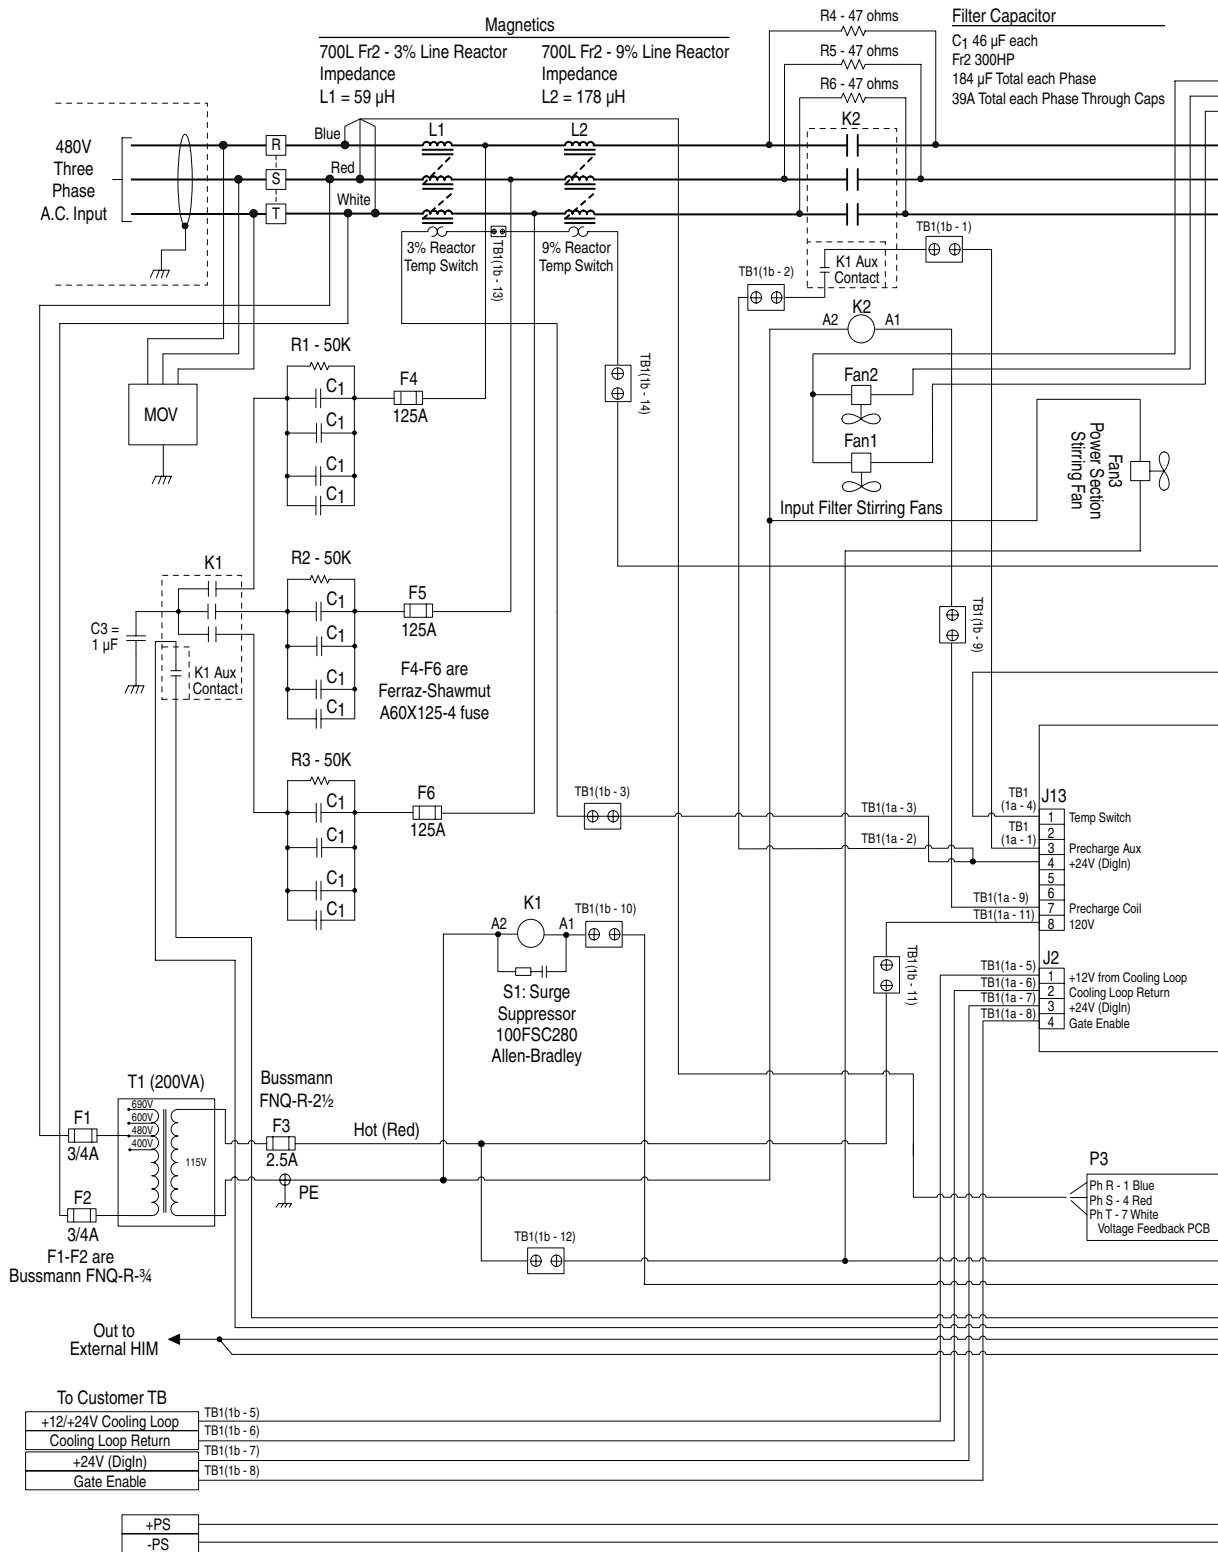 Magnetics
700L Fr2 - 3% Line Reactor
Impedance
L1 = 59 µH
700L Fr2 - 9% Line Reactor
Impedance
L2 = 178 µH
R4 - 47 ohms
R5 - 47 ohms
R6 - 47 ohms
K2
Filter Capacitor
C1 46 µF each
Fr2 300HP
184 µF Total each Phase
39A Total each Phase Through Caps
480V
Three
Phase
A.C. Input
R
S
T
Blue
Red
White
L1
L2
3% Reactor
Temp Switch
TB1(1b - 13)
9% Reactor
Temp Switch
TB1(1b - 1)
TB1(1b - 2)
K1 Aux
Contact
K2
A2
A1
MOV
R1 - 50K
C1
C1
C1
C1
F4
125A
TB1(1b - 14)
Fan2
Fan1
Input Filter Stirring Fans
Fan3
Power Section
Stirring Fan
K1
C3 =
1 µF
K1 Aux
Contact
R2 - 50K
C1
C1
C1
C1
F5
125A
F4-F6 are
Ferraz-Shawmut
A60X125-4 fuse
TB1(1b - 9)
R3 - 50K
C1
C1
C1
C1
F6
125A
TB1(1b - 3)
TB1(1a - 3)
TB1(1a - 2)
TB1
(1a - 4)
TB1
(1a - 1)
TB1(1a - 9)
TB1(1a - 11)
J13
1 Temp Switch
2
3 Precharge Aux
4 +24V (DigIn)
5
6
7 Precharge Coil
8 120V
K1
A2
A1
TB1(1b - 10)
S1: Surge
Suppressor
100FSC280
Allen-Bradley
TB1(1b - 11)
J2
TB1(1a - 5) 1 +12V from Cooling Loop
TB1(1a - 6) 2 Cooling Loop Return
TB1(1a - 7) 3 +24V (DigIn)
TB1(1a - 8) 4 Gate Enable
T1 (200VA)
690V
600V
480V
400V
115V
F1
3/4A
F2
3/4A
F1-F2 are
Bussmann FNQ-R-¾
Bussmann
FNQ-R-2½
F3
2.5A
Hot (Red)
PE
TB1(1b - 12)
P3
Ph R - 1 Blue
Ph S - 4 Red
Ph T - 7 White
Voltage Feedback PCB
Out to
External HIM
To Customer TB
+12/+24V Cooling Loop TB1(1b - 5)
Cooling Loop Return TB1(1b - 6)
+24V (DigIn) TB1(1b - 7)
Gate Enable TB1(1b - 8)
+PS
-PS